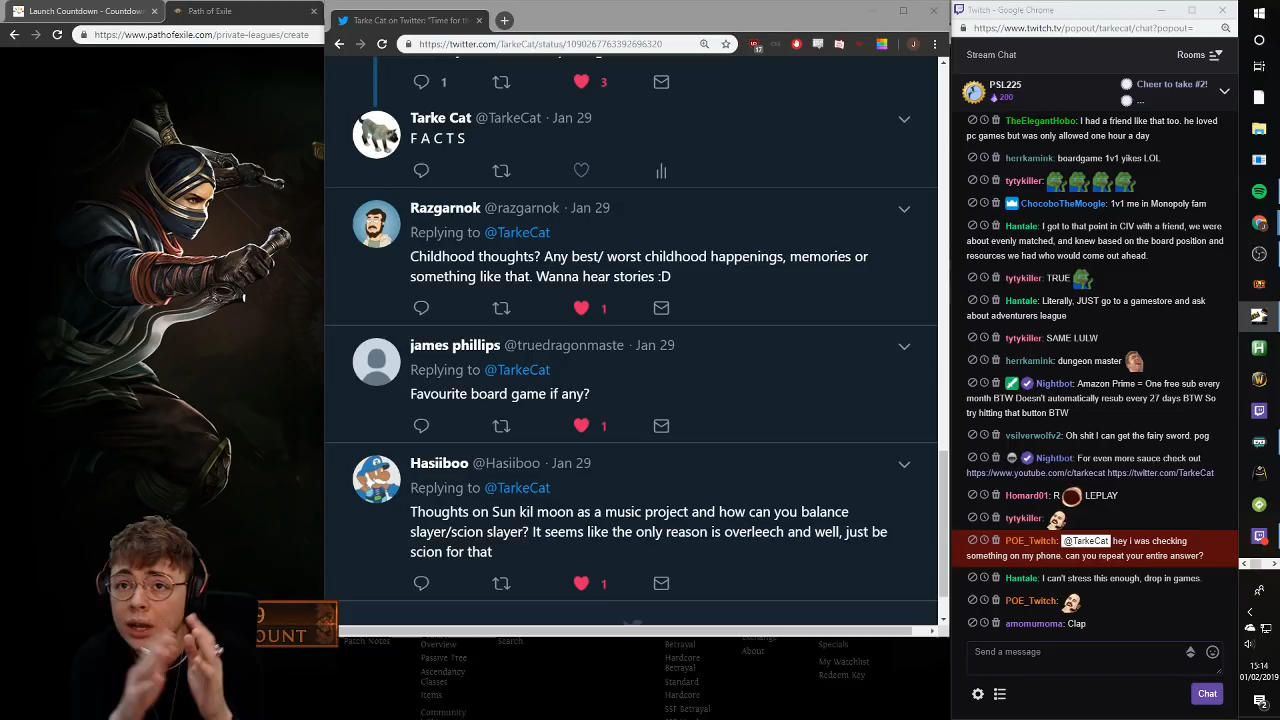 Launch Countdown - Countdown
Path of Exile
https://www.pathofexile.com/private-leagues/create
Tarke Cat on Twitter: "Time for th
https://twitter.com/TarkeCat/status/1090267763392696320
17
J
1
3
Tarke Cat @TarkeCat · Jan 29
F A C T S
Razgarnok @razgarnok · Jan 29
Replying to @TarkeCat
Childhood thoughts? Any best/ worst childhood happenings, memories or
something like that. Wanna hear stories :D
1
james phillips @truedragonmaste · Jan 29
Replying to @TarkeCat
Favourite board game if any?
1
Hasiiboo @Hasiiboo · Jan 29
Replying to @TarkeCat
Thoughts on Sun kil moon as a music project and how can you balance
slayer/scion slayer? It seems like the only reason is overleech and well, just be
scion for that
1
9
OUNT
Patch Notes
Overview
Passive Tree
Ascendancy
Classes
Items
Community
Search
Betrayal
Hardcore
Betrayal
Standard
Hardcore
SSF Betrayal
Exchange
About
Specials
My Watchlist
Redeem Key
Twitch - Google Chrome
https://www.twitch.tv/popout/tarkecat/chat?popout=
Stream Chat
Rooms
PSL225
200
Cheer to take #2!
...
TheElegantHobo: I had a friend like that too. he loved
pc games but was only allowed one hour a day
herrkamink: boardgame 1v1 yikes LOL
tytykiller:
ChocoboTheMoogle: 1v1 me in Monopoly fam
Hantale: I got to that point in CIV with a friend, we were
about evenly matched, and knew based on the board position and
resources we had who would come out ahead.
tytykiller: TRUE
Hantale: Literally, JUST go to a gamestore and ask
about adventurers league
tytykiller: SAME LULW
herrkamink: dungeon master
Nightbot: Amazon Prime = One free sub every
month BTW Doesn't automatically resub every 27 days BTW So
try hitting that button BTW
vsilverwolfv2: Oh shit I can get the fairy sword. pog
Nightbot: For even more sauce check out
https://www.youtube.com/c/tarkecat https://twitter.com/TarkeCat
Homard01: R LEPLAY
tytykiller:
POE_Twitch: @TarkeCat hey i was checking
something on my phone. can you repeat your entire answer?
Hantale: I can't stress this enough, drop in games.
POE_Twitch:
amomumoma: Clap
Send a message
Chat
15:14
01/02/2019